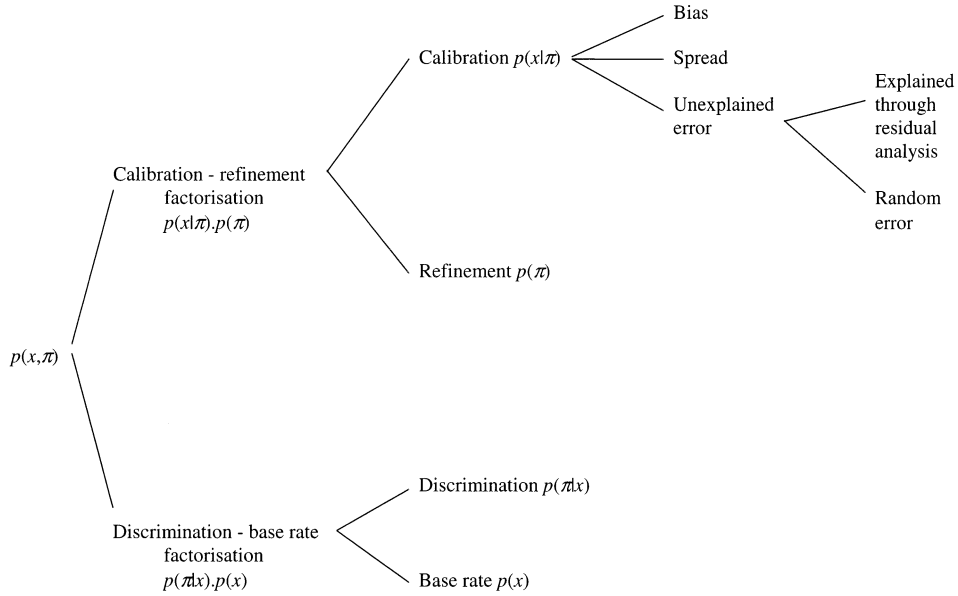 Bias
Calibration p(x|π)
Spread
Unexplained
error
Explained
through
residual
analysis
Random
error
Calibration - refinement
factorisation
p(x|π).p(π)
Refinement p(π)
p(x,π)
Discrimination - base rate
factorisation
p(π|x).p(x)
Discrimination p(π|x)
Base rate p(x)